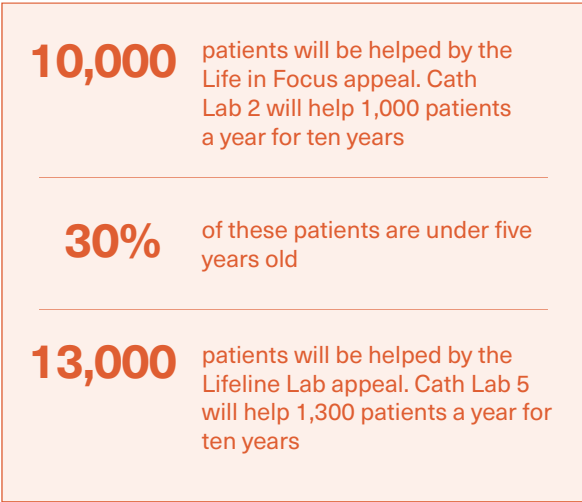 10,000
patients will be helped by the
Life in Focus appeal. Cath
Lab 2 will help 1,000 patients
a year for ten years
30%
of these patients are under five
years old
13,000
patients will be helped by the
Lifeline Lab appeal. Cath Lab 5
will help 1,300 patients a year for
ten years